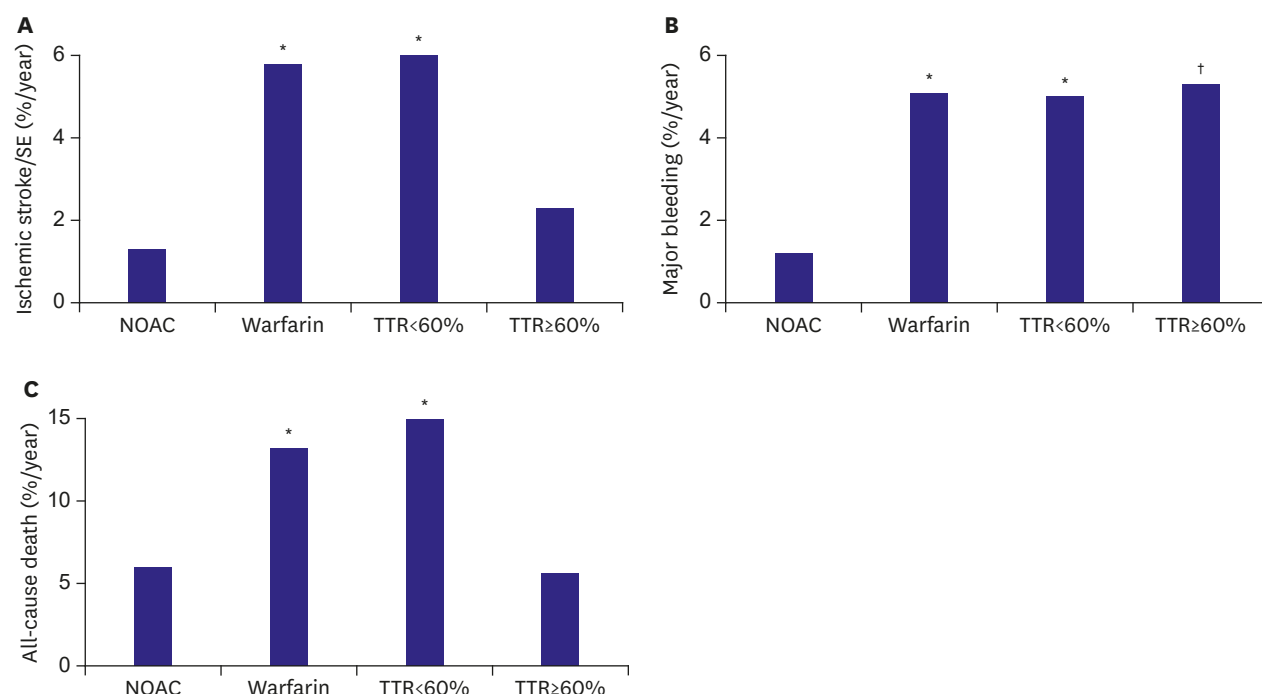 A
Ischemic stroke/SE (%/year)
6
4
2
0
*
*
NOAC
Warfarin
TTR<60%
TTR≥60%
B
Major bleeding (%/year)
6
4
2
0
*
*
†
NOAC
Warfarin
TTR<60%
TTR≥60%
C
All-cause death (%/year)
15
10
5
0
*
*
NOAC
Warfarin
TTR<60%
TTR≥60%